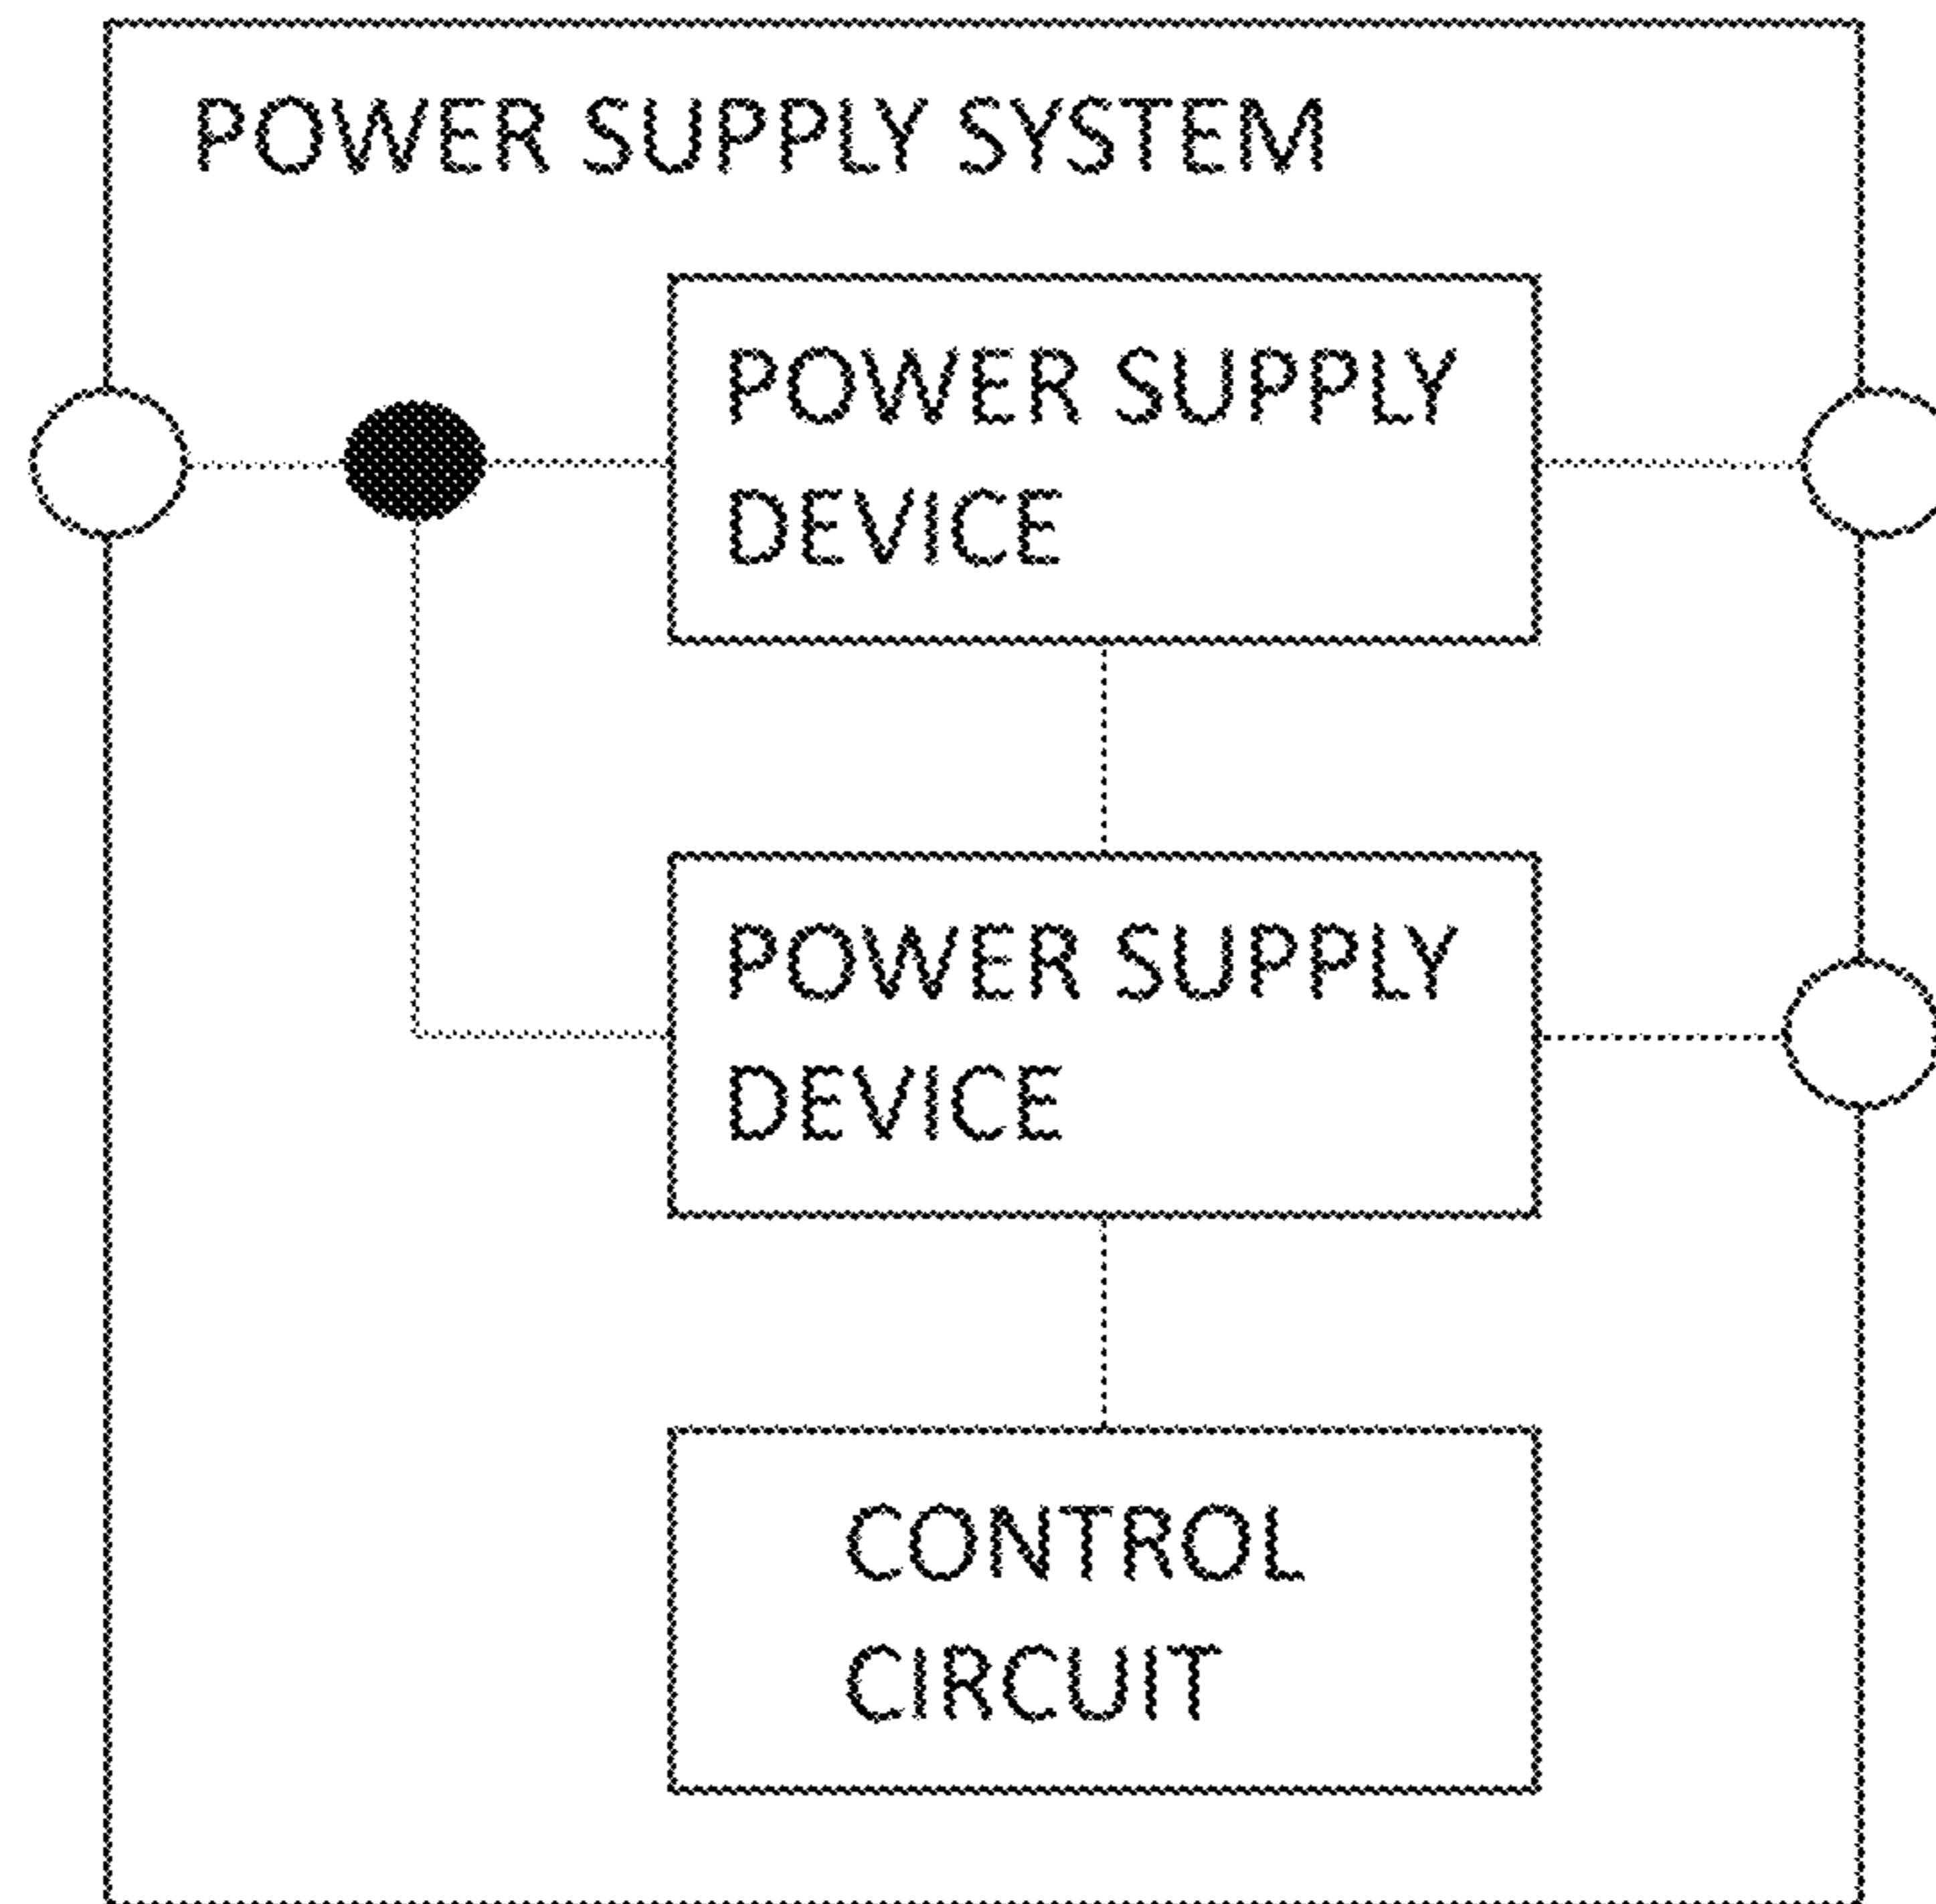 POWER SUPPLY SYSTEM
POWER SUPPLY
DEVICE
POWER SUPPLY
DEVICE
CONTROL
CIRCUIT